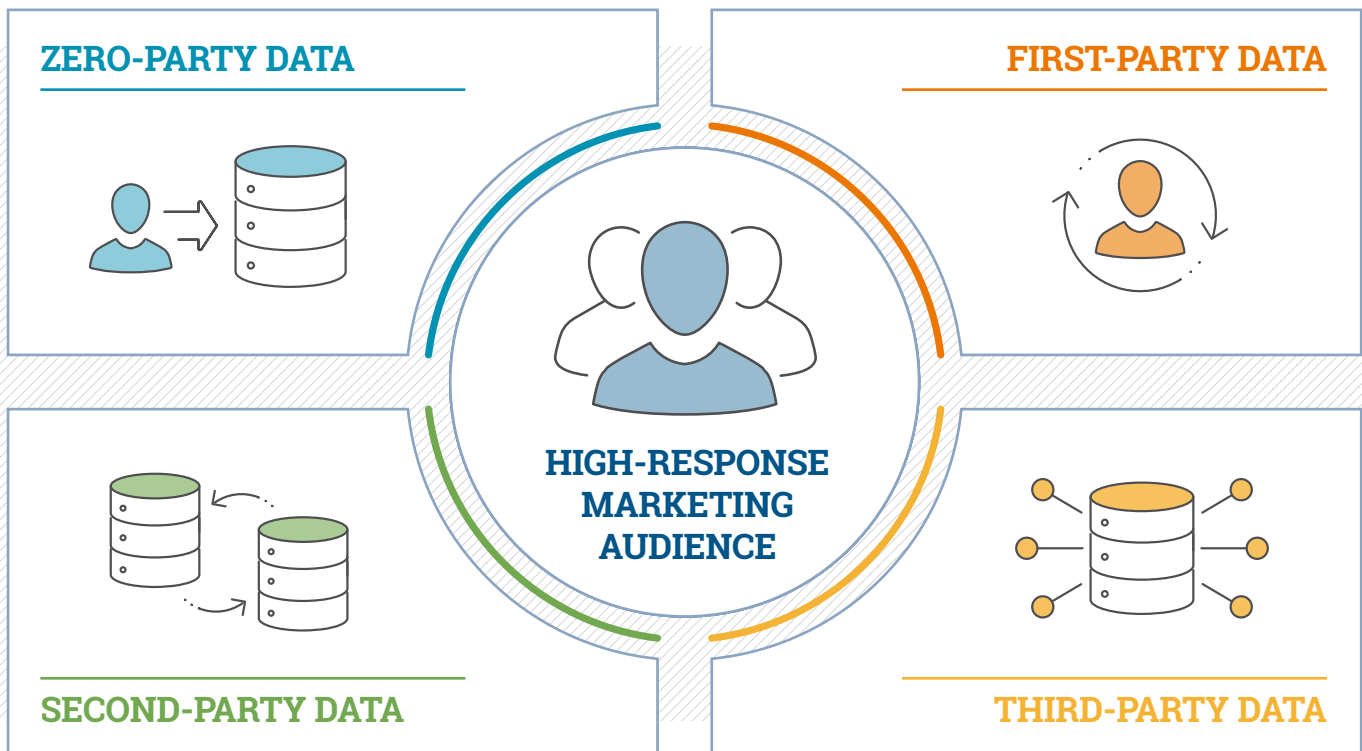 ZERO-PARTY DATA
FIRST-PARTY DATA
HIGH-RESPONSE
MARKETING
AUDIENCE
SECOND-PARTY DATA
THIRD-PARTY DATA